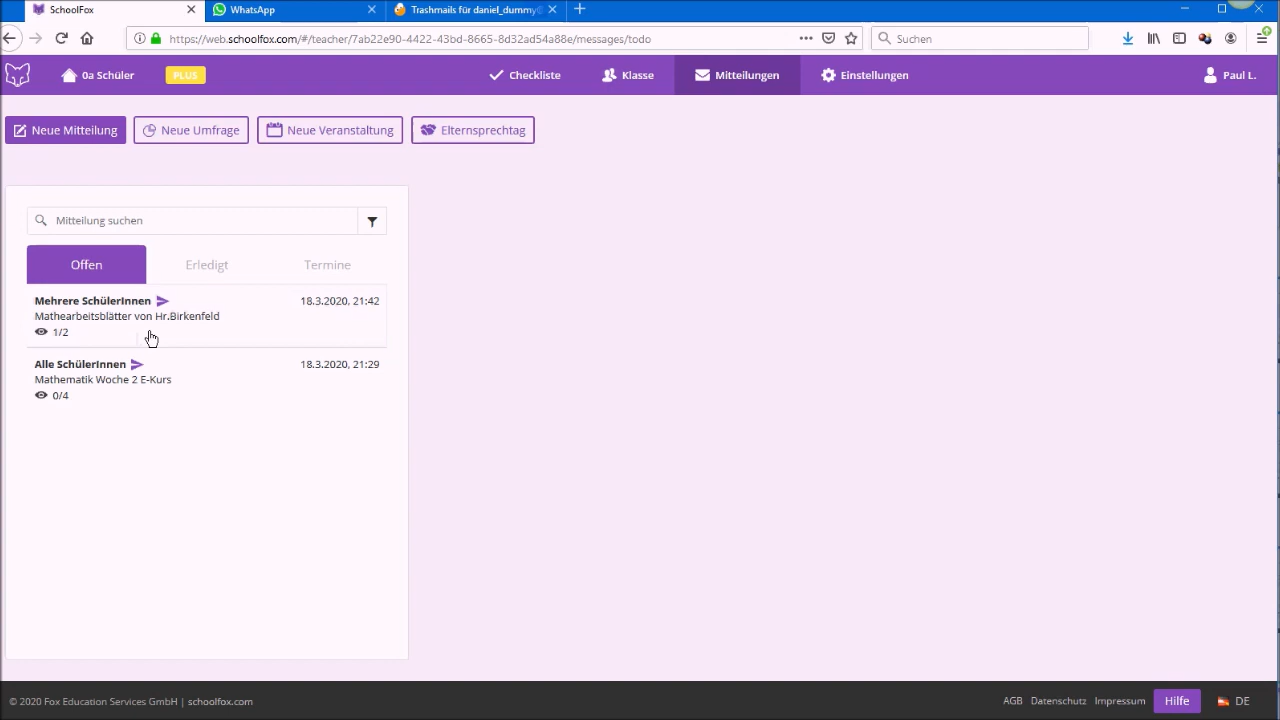 SchoolFox
WhatsApp
Trashmails für daniel_dummy@
https://web.schoolfox.com/#/teacher/7ab22e90-4422-43bd-8665-8d32ad54a88e/messages/todo
Suchen
0a Schüler
PLUS
Checkliste
Klasse
Mitteilungen
Einstellungen
Paul L.
Neue Mitteilung
Neue Umfrage
Neue Veranstaltung
Elternsprechtag
Mitteilung suchen
Offen
Erledigt
Termine
Mehrere SchülerInnen
18.3.2020, 21:42
Mathearbeitsblätter von Hr.Birkenfeld
1/2
Alle SchülerInnen
18.3.2020, 21:29
Mathematik Woche 2 E-Kurs
0/4
© 2020 Fox Education Services GmbH | schoolfox.com
AGB
Datenschutz
Impressum
Hilfe
DE